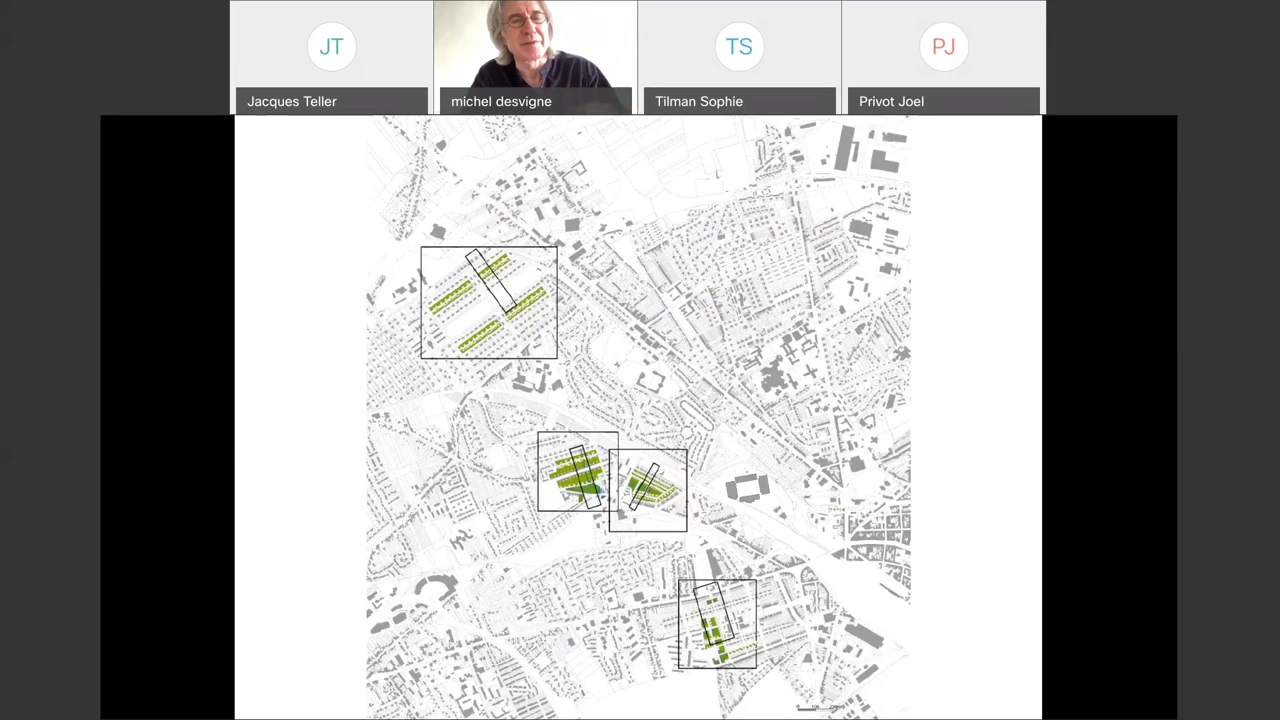 JT
TS
PJ
Jacques Teller
michel desvigne
Tilman Sophie
Privot Joel